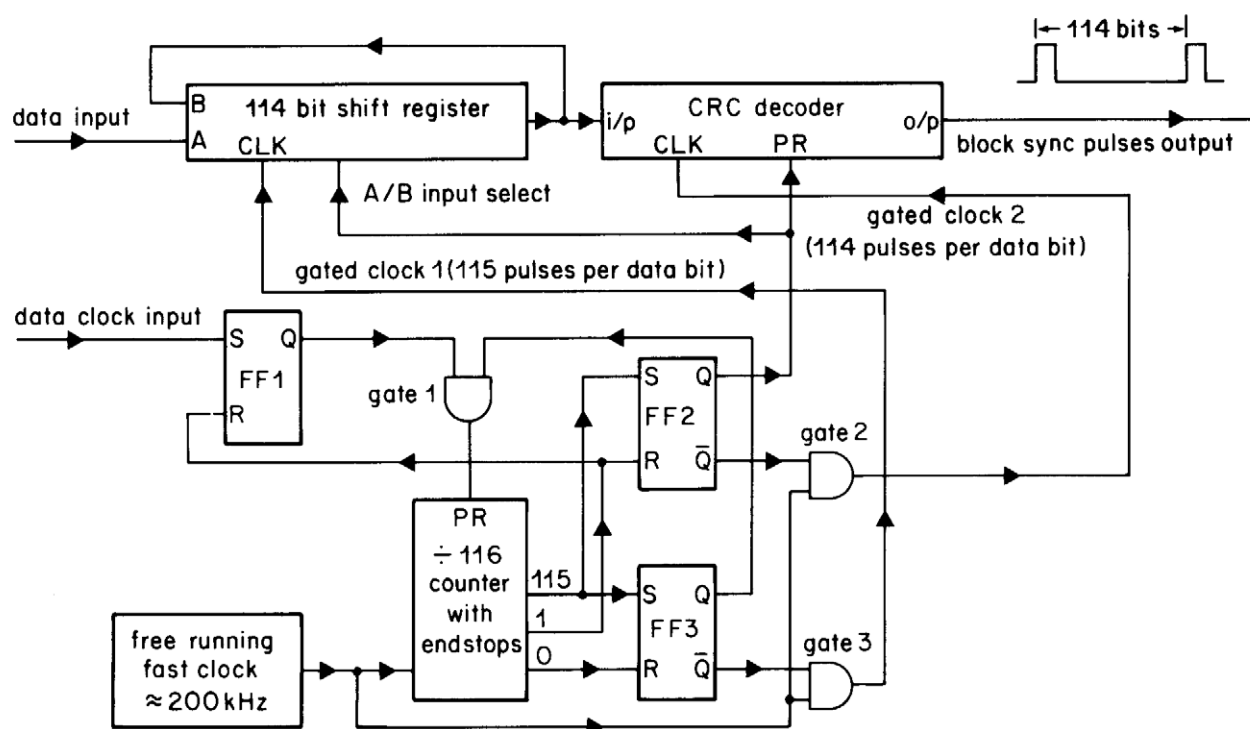 114 bits
B
114 bit shift register
CRC decoder
data input
A
CLK
i/p
o/p
CLK
PR
block sync pulses output
A/B input select
gated clock 2
(114 pulses per data bit)
gated clock 1 (115 pulses per data bit)
data clock input
S
Q
FF1
R
gate 1
S
Q
FF2
R
Q̅
gate 2
PR
÷ 116
counter
with
endstops
115
1
0
S
Q
FF3
R
Q̅
gate 3
free running
fast clock
≈ 200 kHz